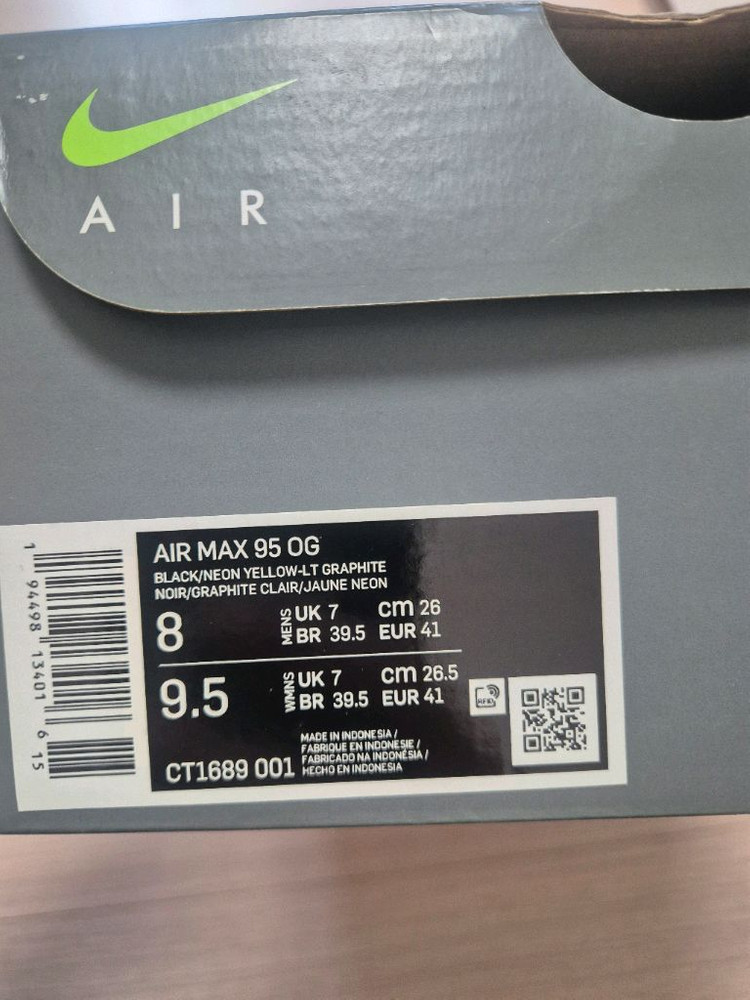 AIR
AIR MAX 95 OG
BLACK/NEON YELLOW-LT GRAPHITE
NOIR/GRAPHITE CLAIR/JAUNE NEON
8 MENS UK 7 cm 26
BR 39.5 EUR 41
9.5 WMNS UK 7 cm 26.5
BR 39.5 EUR 41
RFID
CT1689 001
MADE IN INDONESIA /
FABRIQUE EN INDONESIE /
FABRICADO NA INDONÉSIA /
HECHO EN INDONESIA
1 94498 13401 6 15